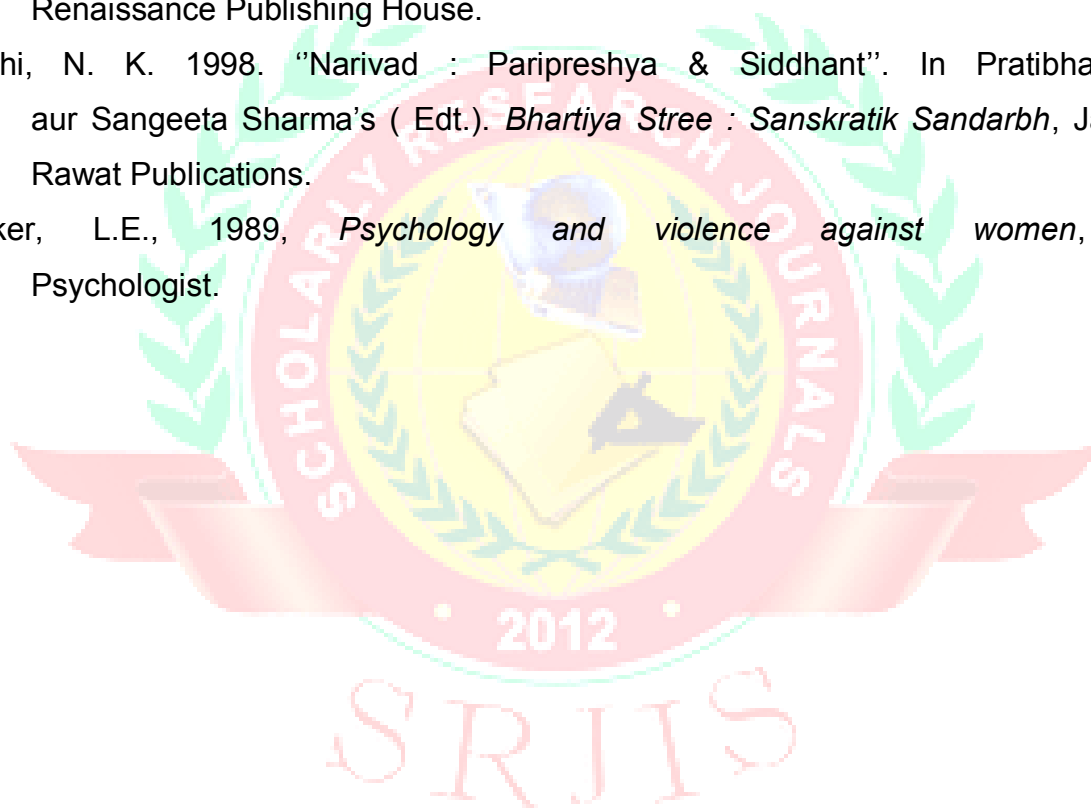 Renaissance Publishing House.
hi, N. K. 1998. ‘’Narivad : Paripreshya & Siddhant’’. In Pratibha
aur Sangeeta Sharma’s ( Edt.). Bhartiya Stree : Sanskratik Sandarbh, J
Rawat Publications.
ker, L.E., 1989, Psychology and violence against women,
Psychologist.
SCHOLARLY RESEARCH JOURNALS
2012
SRJIS